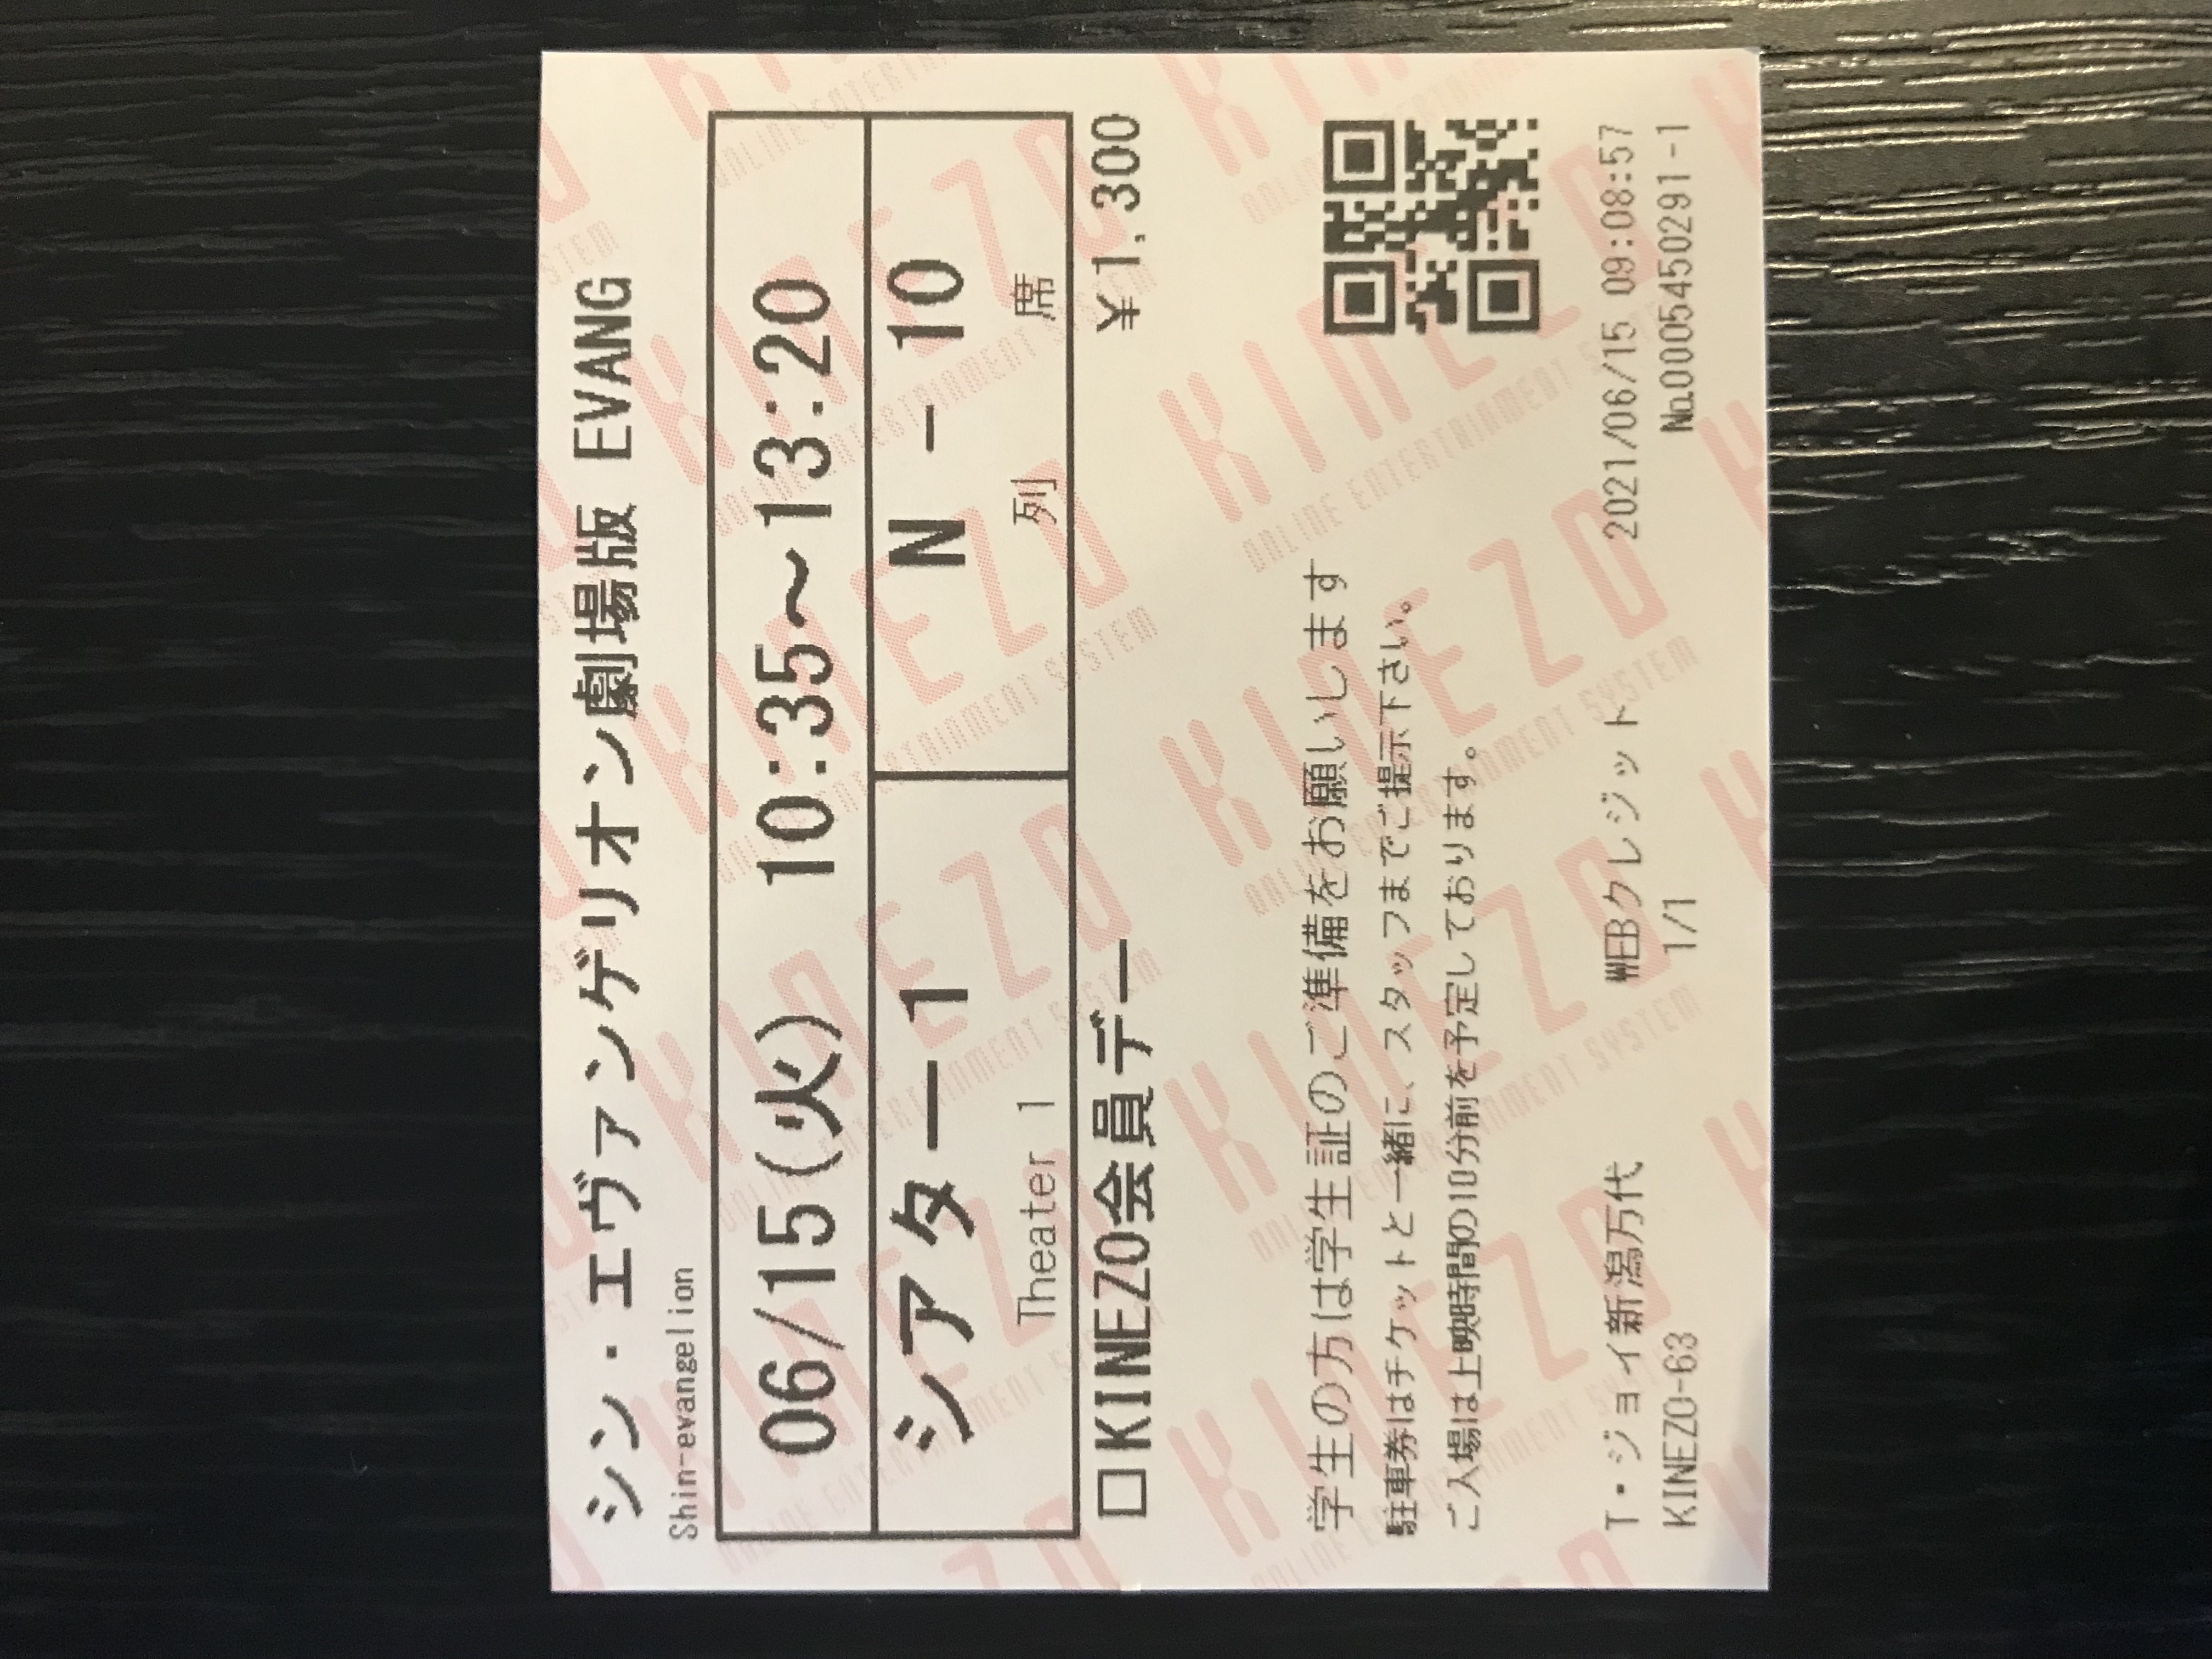 シン・エヴァンゲリオン劇場版 EVANG
Shin-evangelion
06/15(火) 10:35～13:20
シアター1 N - 10
Theater 1 列 席
□KINEZO会員デー ¥1,300
学生の方は学生証のご準備をお願いします
駐車券はチケットと一緒に、スタッフまでご提示下さい。
ご入場は上映時間の10分前を予定しております。
T・ジョイ新潟万代 WEBクレジット 2021/06/15 09:08:57
KINEZO-63 1/1 No.0005450291-1
KINEZO
ONLINE ENTERTAINMENT SYSTEM